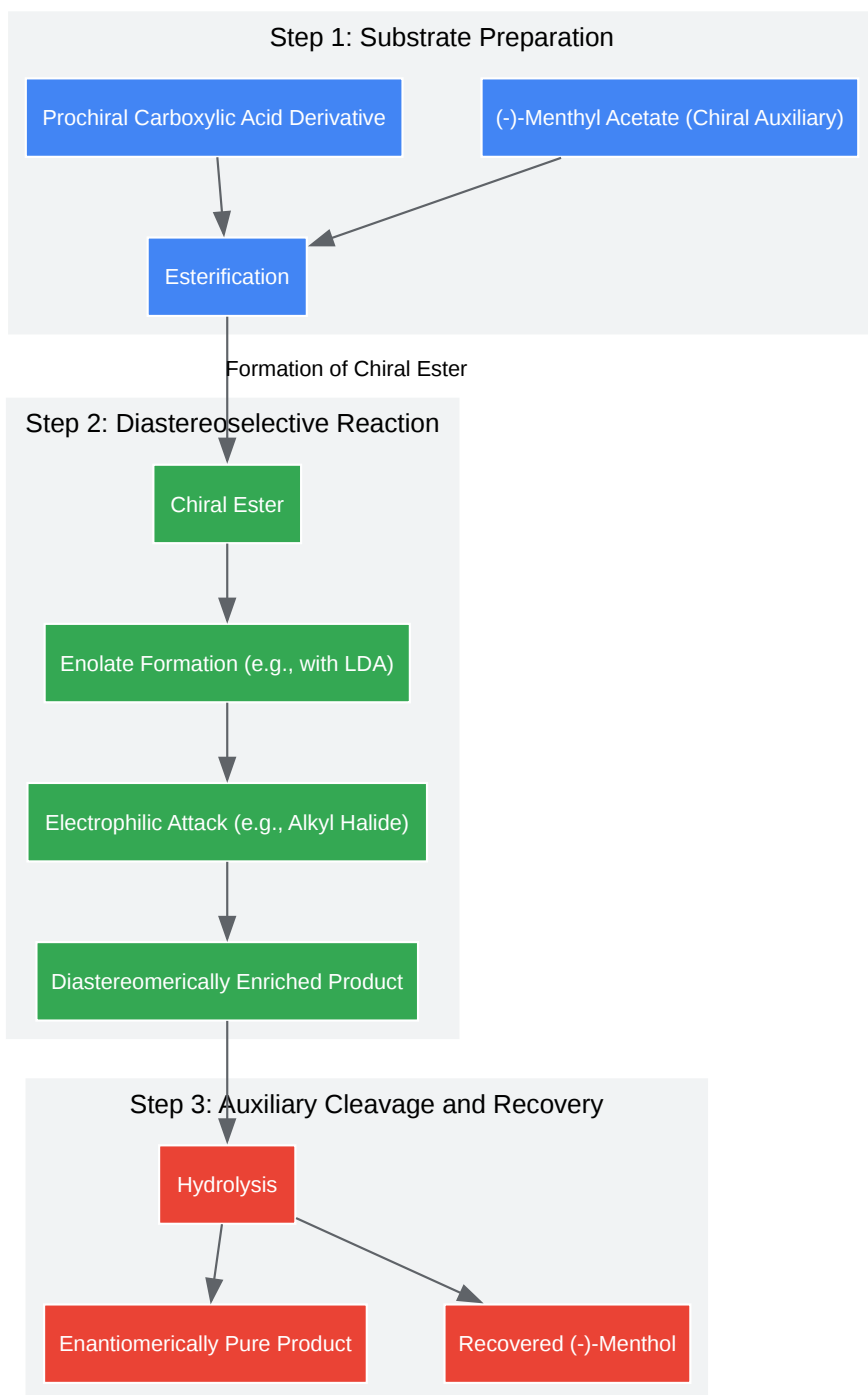 Step 1: Substrate Preparation
Prochiral Carboxylic Acid Derivative
(-)-Menthyl Acetate (Chiral Auxiliary)
Esterification
Formation of Chiral Ester
Step 2: Diastereoselective Reaction
Chiral Ester
Enolate Formation (e.g., with LDA)
Electrophilic Attack (e.g., Alkyl Halide)
Diastereomerically Enriched Product
Step 3: Auxiliary Cleavage and Recovery
Hydrolysis
Enantiomerically Pure Product
Recovered (-)-Menthol